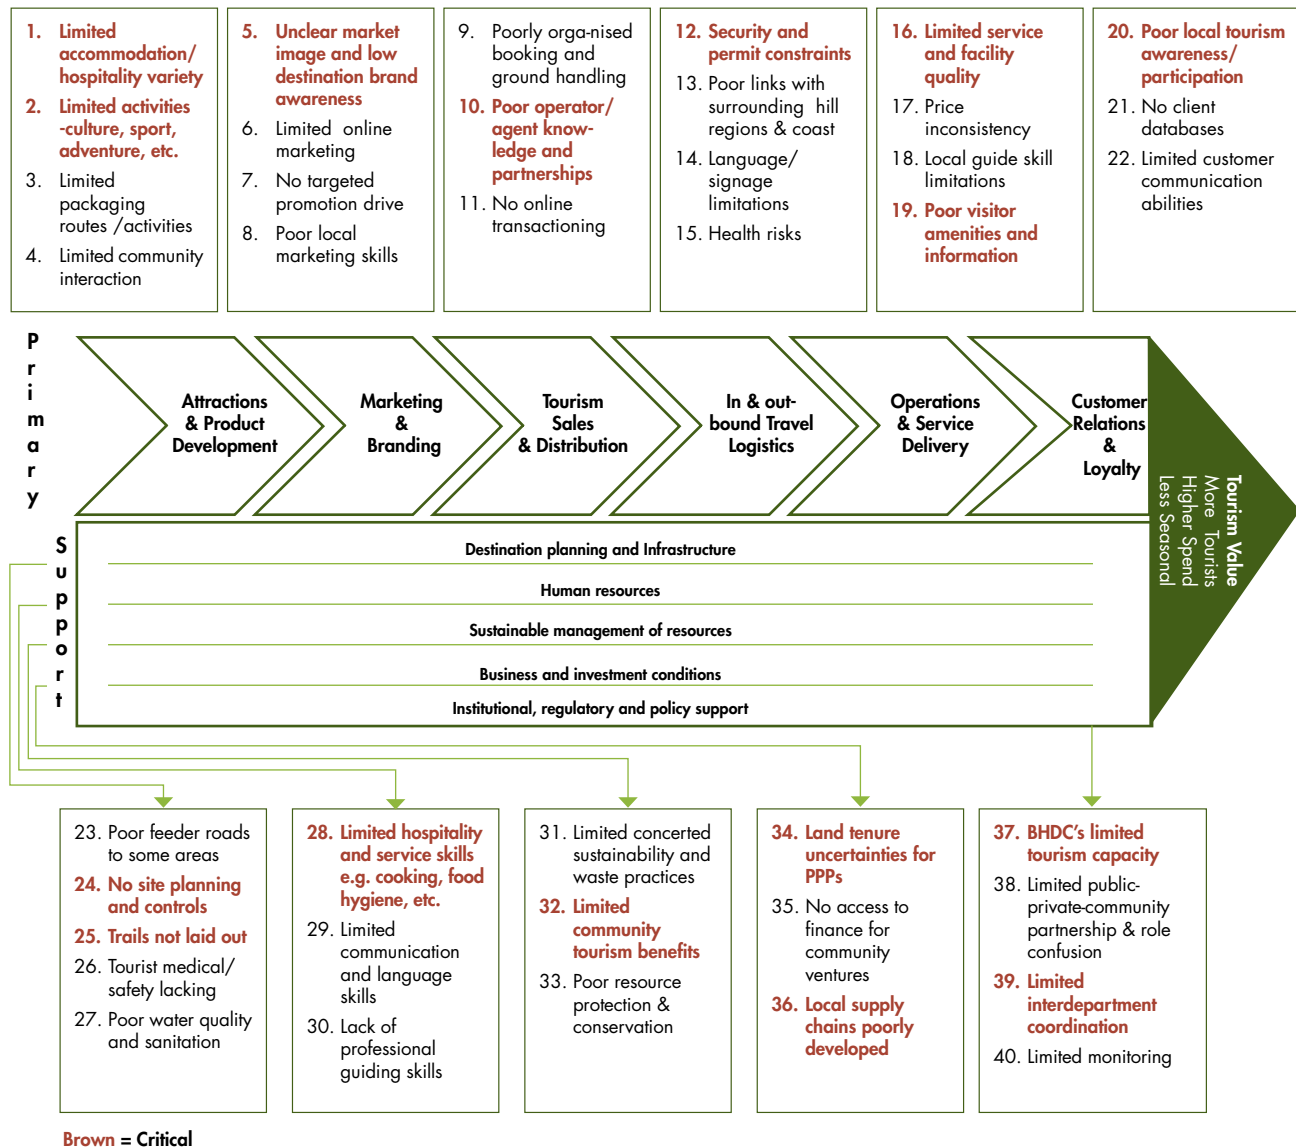 1. Limited
accommodation/
hospitality variety
2. Limited activities
-culture, sport,
adventure, etc.
3. Limited
packaging
routes /activities
4. Limited community
interaction
5. Unclear market
image and low
destination brand
awareness
6. Limited online
marketing
7. No targeted
promotion drive
8. Poor local
marketing skills
9. Poorly orga-nised
booking and
ground handling
10. Poor operator/
agent know-
ledge and
partnerships
11. No online
transactioning
12. Security and
permit constraints
13. Poor links with
surrounding hill
regions & coast
14. Language/
signage
limitations
15. Health risks
16. Limited service
and facility
quality
17. Price
inconsistency
18. Local guide skill
limitations
19. Poor visitor
amenities and
information
20. Poor local tourism
awareness/
participation
21. No client
databases
22. Limited customer
communication
abilities
Primary
Attractions
& Product
Development
Marketing
&
Branding
Tourism
Sales
& Distribution
In & out-
bound Travel
Logistics
Operations
& Service
Delivery
Customer
Relations
&
Loyalty
Tourism Value
More Tourists
Higher Spend
Less Seasonal
Support
Destination planning and Infrastructure
Human resources
Sustainable management of resources
Business and investment conditions
Institutional, regulatory and policy support
23. Poor feeder roads
to some areas
24. No site planning
and controls
25. Trails not laid out
26. Tourist medical/
safety lacking
27. Poor water quality
and sanitation
28. Limited hospitality
and service skills
e.g. cooking, food
hygiene, etc.
29. Limited
communication
and language
skills
30. Lack of
professional
guiding skills
31. Limited concerted
sustainability and
waste practices
32. Limited
community
tourism benefits
33. Poor resource
protection &
conservation
34. Land tenure
uncertainties for
PPPs
35. No access to
finance for
community
ventures
36. Local supply
chains poorly
developed
37. BHDC's limited
tourism capacity
38. Limited public-
private-community
partnership & role
confusion
39. Limited
interdepartment
coordination
40. Limited monitoring
Brown = Critical